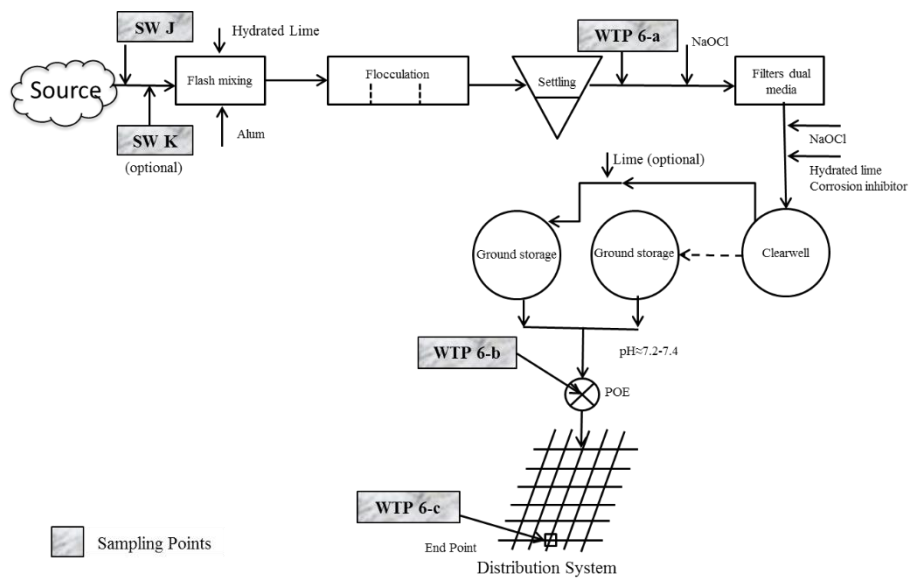 SW J
Hydrated Lime
WTP 6-a
NaOCl
Source
Flash mixing
Flocculation
Settling
Filters dual
media
SW K
(optional)
Alum
NaOCl
Hydrated lime
Corrosion inhibitor
Lime (optional)
Ground storage
Ground storage
Clearwell
WTP 6-b
pH≈7.2-7.4
POE
WTP 6-c
End Point
Sampling Points
Distribution System